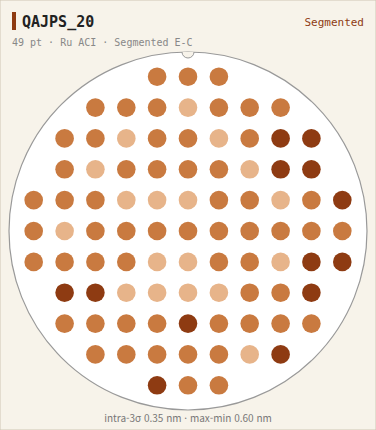 QAJPS_20
Segmented
49 pt · Ru ACI · Segmented E-C
intra-3σ 0.35 nm · max-min 0.60 nm